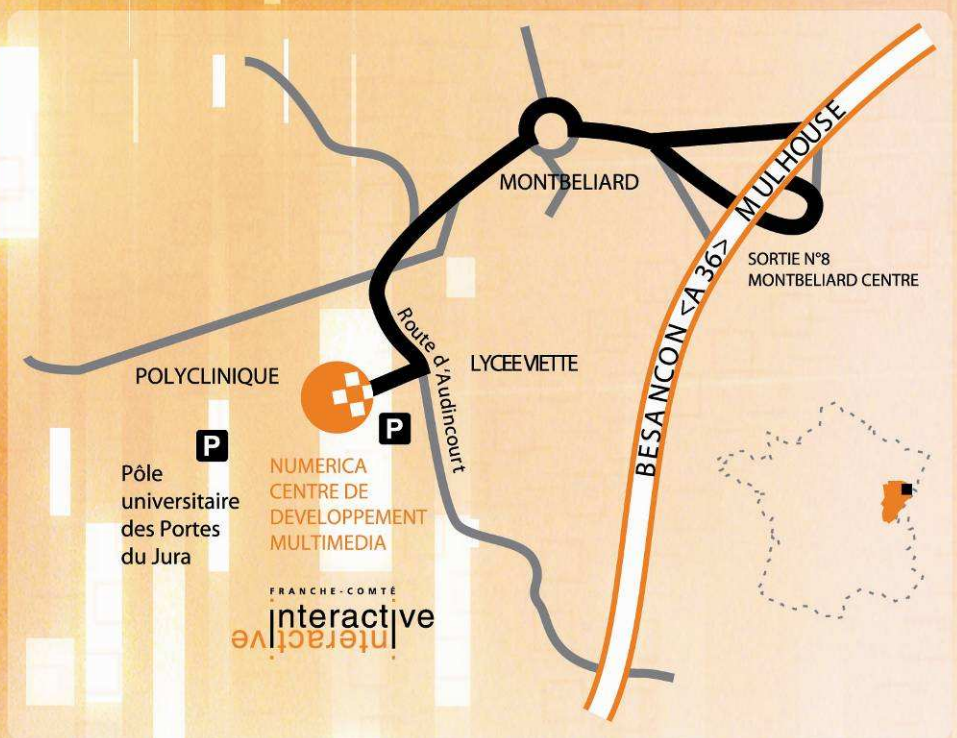 MONTBELIARD
BESANCON <A 36> MULHOUSE
SORTIE N°8
MONTBELIARD CENTRE
Route d'Audincourt
LYCEE VIETTE
POLYCLINIQUE
P
P
Pôle
universitaire
des Portes
du Jura
NUMERICA
CENTRE DE
DEVELOPPEMENT
MULTIMEDIA
FRANCHE-COMTÉ
interactive
interactive